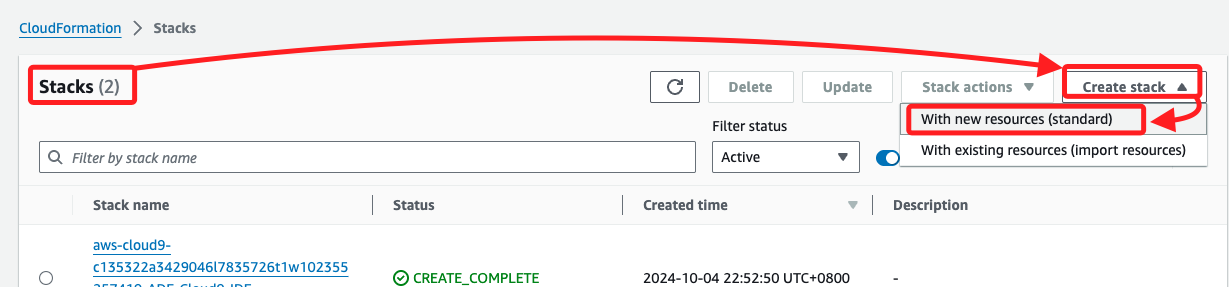 CloudFormation > Stacks
Stacks (2)
Delete
Update
Stack actions
Create stack
With new resources (standard)
With existing resources (import resources)
Filter status
Filter by stack name
Active
Stack name
Status
Created time
Description
aws-cloud9-
c135322a3429046l7835726t1w102355
CREATE_COMPLETE
2024-10-04 22:52:50 UTC+0800
-